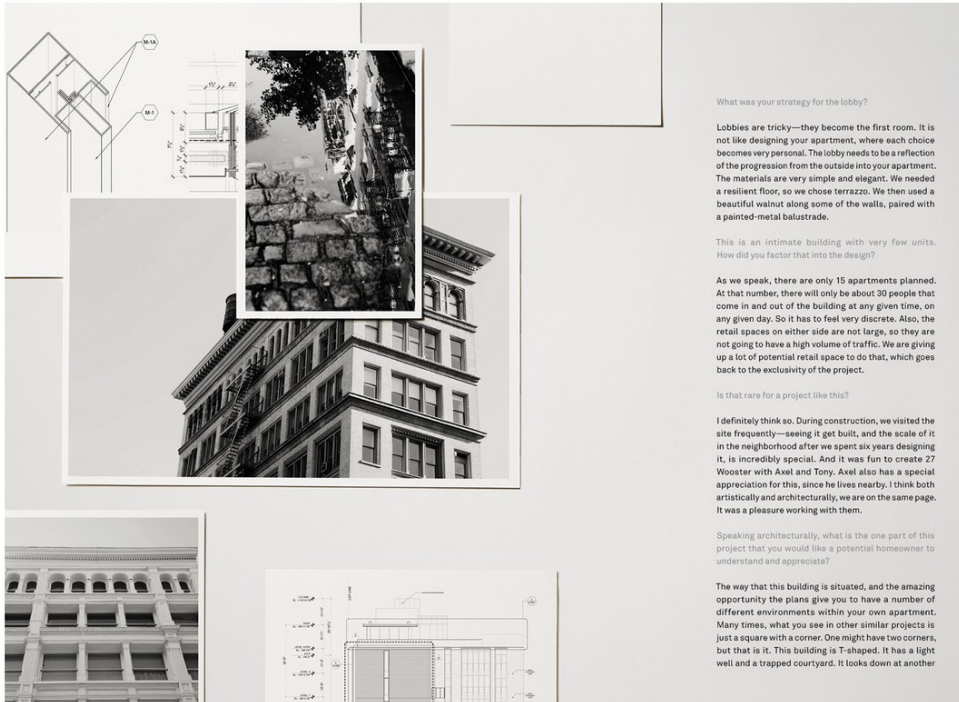 M-1A
M-1
What was your strategy for the lobby?
Lobbies are tricky—they become the first room. It is
not like designing your apartment, where each choice
becomes very personal. The lobby needs to be a reflection
of the progression from the outside into your apartment.
The materials are very simple and elegant. We needed
a resilient floor, so we chose terrazzo. We then used a
beautiful walnut along some of the walls, paired with
a painted-metal balustrade.
This is an intimate building with very few units.
How did you factor that into the design?
As we speak, there are only 15 apartments planned.
At that number, there will only be about 30 people that
come in and out of the building at any given time, on
any given day. So it has to feel very discrete. Also, the
retail spaces on either side are not large, so they are
not going to have a high volume of traffic. We are giving
up a lot of potential retail space to do that, which goes
back to the exclusivity of the project.
Is that rare for a project like this?
I definitely think so. During construction, we visited the
site frequently—seeing it get built, and the scale of it
in the neighborhood after we spent six years designing
it, is incredibly special. And it was fun to create 27
Wooster with Axel and Tony. Axel also has a special
appreciation for this, since he lives nearby. I think both
artistically and architecturally, we are on the same page.
It was a pleasure working with them.
Speaking architecturally, what is the one part of this
project that you would like a potential homeowner to
understand and appreciate?
The way that this building is situated, and the amazing
opportunity the plans give you to have a number of
different environments within your own apartment.
Many times, what you see in other similar projects is
just a square with a corner. One might have two corners,
but that is it. This building is T-shaped. It has a light
well and a trapped courtyard. It looks down at another